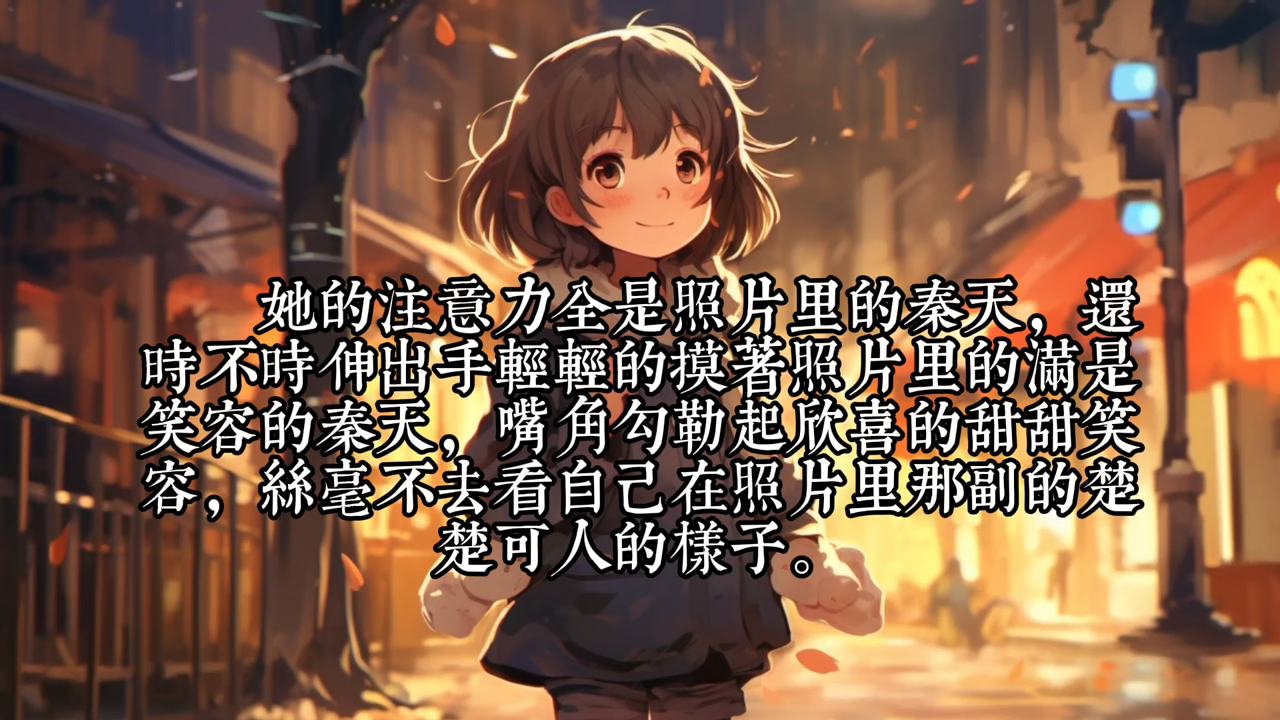 她的注意力全是照片里的秦天，還
時不時伸出手輕輕的摸著照片里的滿是
笑容的秦天，嘴角勾勒起欣喜的甜甜笑
容，絲毫不去看自己在照片里那副的楚
楚可人的樣子。